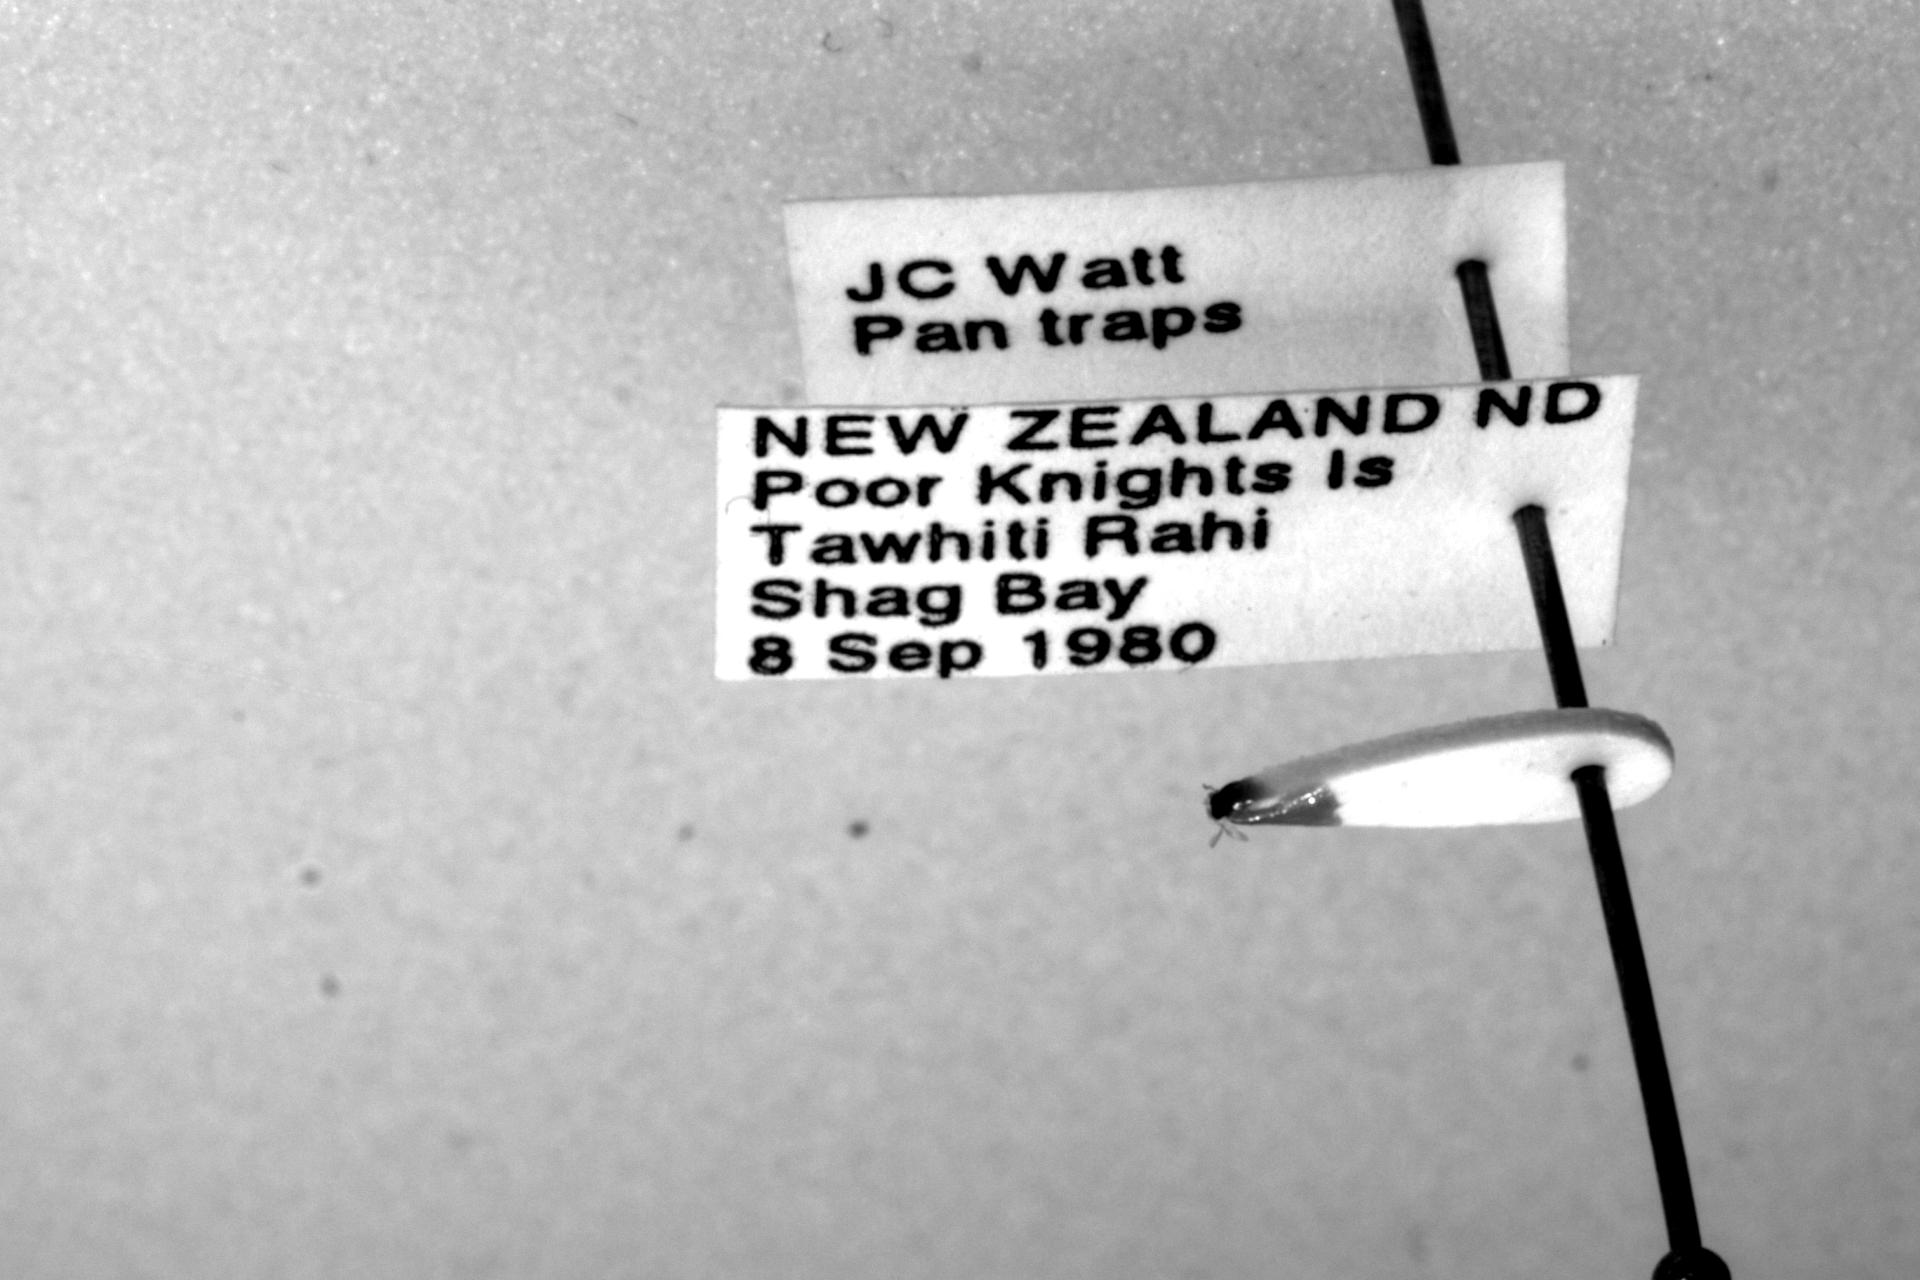 JC Watt
Pan traps
NEW ZEALAND ND
Poor Knights Is
Tawhiti Rahi
Shag Bay
8 Sep 1980